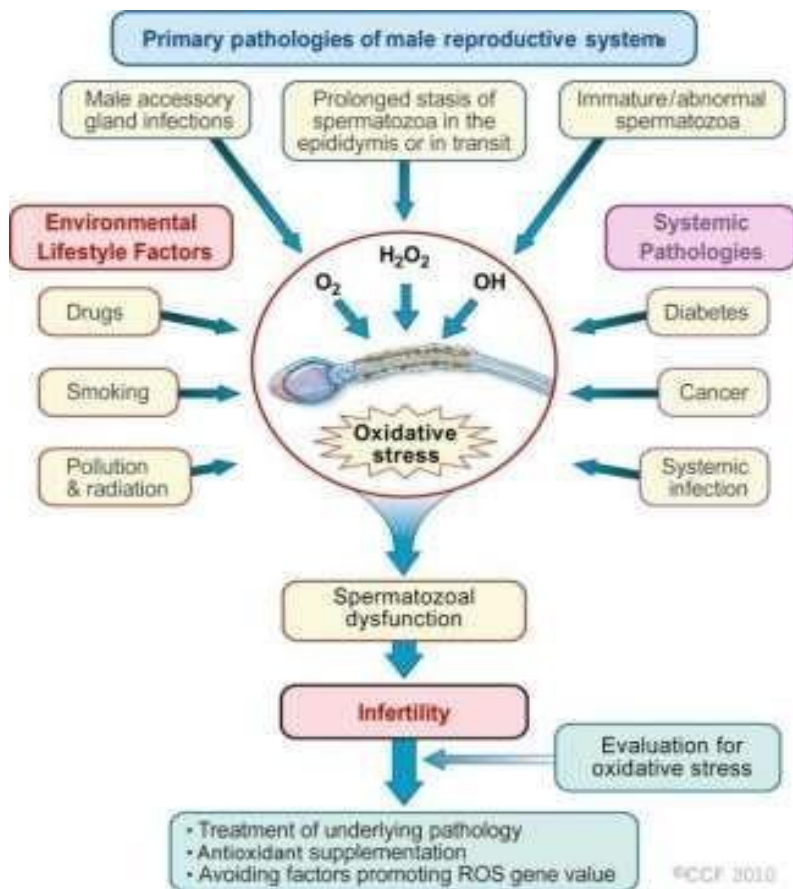 Primary pathologies of male reproductive systems
Male accessory
gland infections
Prolonged stasis of
spermatozoa in the
epididymis or in transit
Immature/abnormal
spermatozoa
Environmental
Lifestyle Factors
Systemic
Pathologies
H₂O₂
O₂
OH
Drugs
Diabetes
Smoking
Cancer
Oxidative
stress
Pollution
& radiation
Systemic
infection
Spermatozoal
dysfunction
Infertility
Evaluation for
oxidative stress
• Treatment of underlying pathology
• Antioxidant supplementation
• Avoiding factors promoting ROS gene value
©CCF 2010